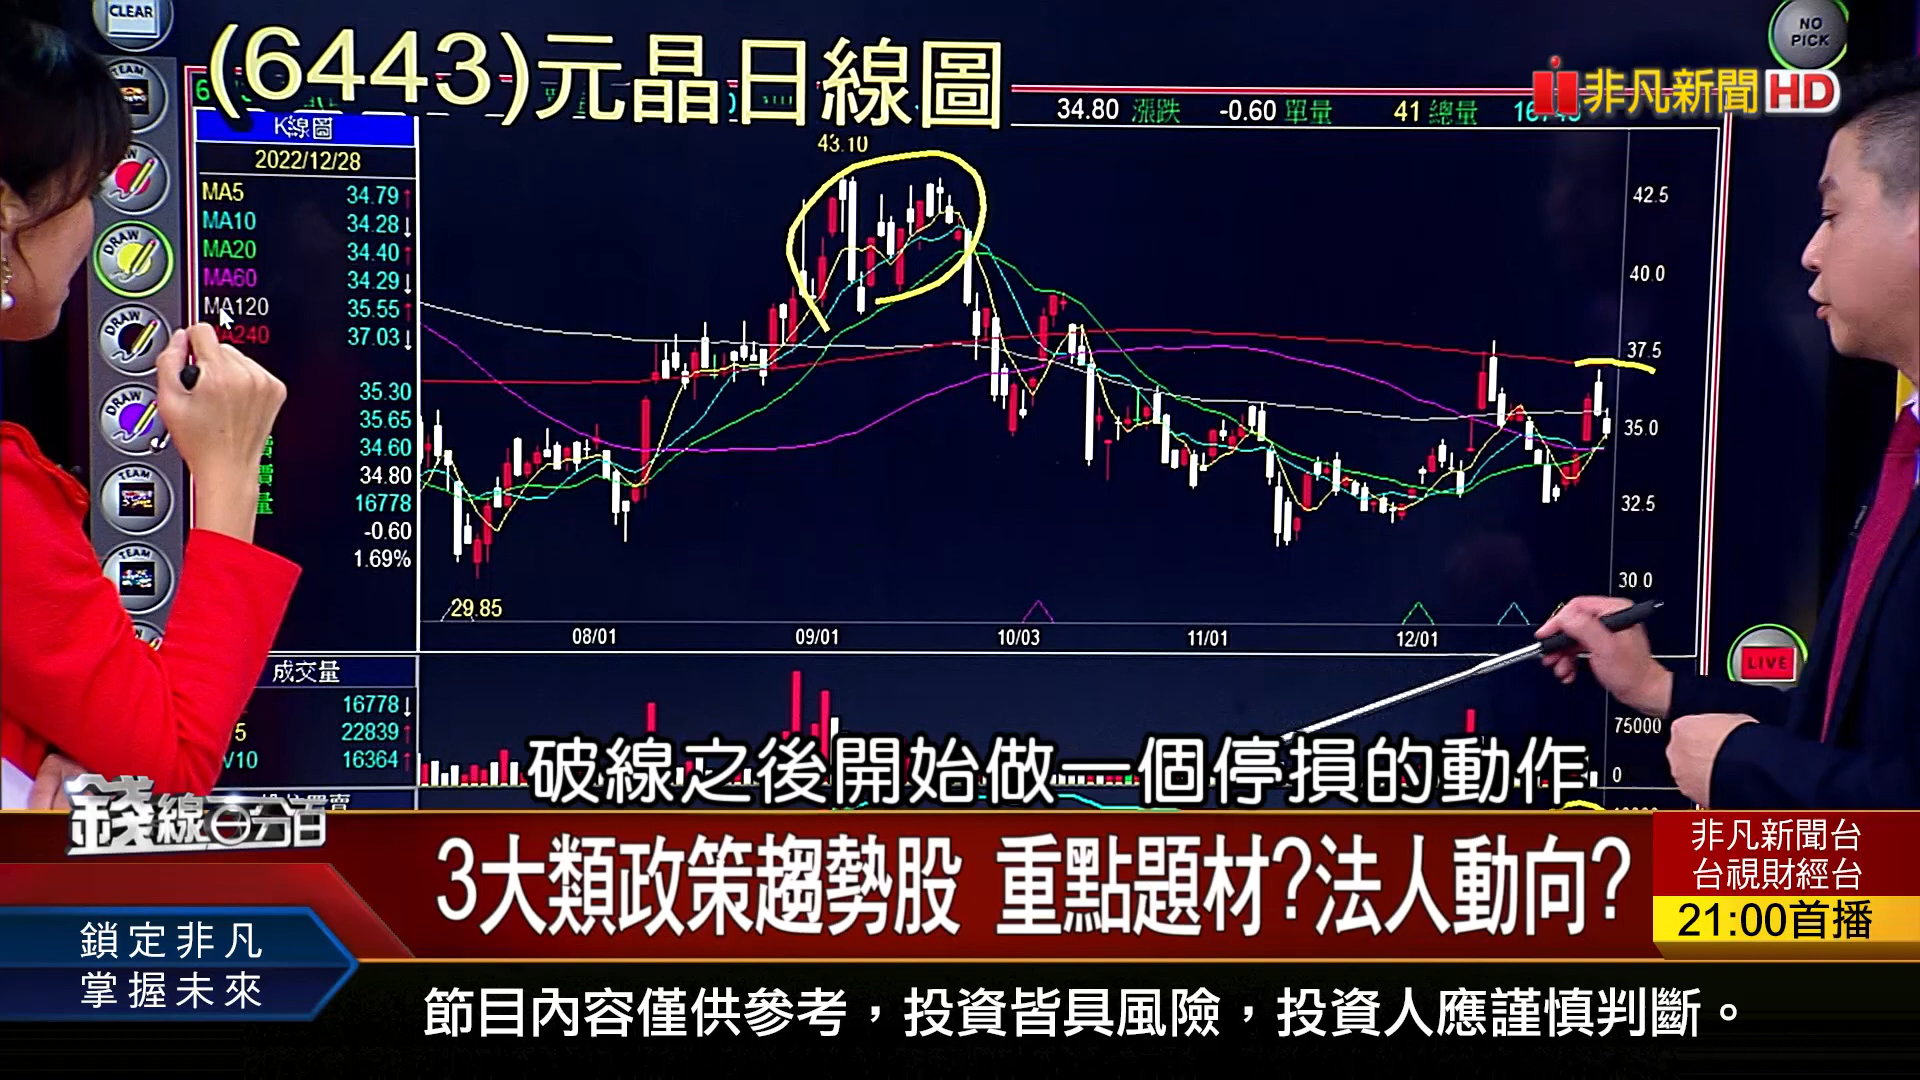 CLEAR
NO
PICK
(6443)元晶日線圖
非凡新聞HD
34.80 漲跌 -0.60 單量 41 總量
K線圖
2022/12/28
MA5 34.79↑
MA10 34.28↓
MA20 34.40↑
MA60 34.29↓
MA120 35.55↑
MA240 37.03↓
35.30
35.65
34.60
34.80
16778
-0.60
1.69%
43.10
29.85
42.5
40.0
37.5
35.0
32.5
30.0
08/01 09/01 10/03 11/01 12/01
TEAM
DRAW
DRAW
DRAW
TEAM
TEAM
LIVE
成交量
16778↓
5 22839↑
V10 16364↑
75000
0
破線之後開始做一個停損的動作
錢線百分百
3大類政策趨勢股 重點題材?法人動向?
非凡新聞台
台視財經台
21:00首播
鎖定非凡
掌握未來
節目內容僅供參考，投資皆具風險，投資人應謹慎判斷。